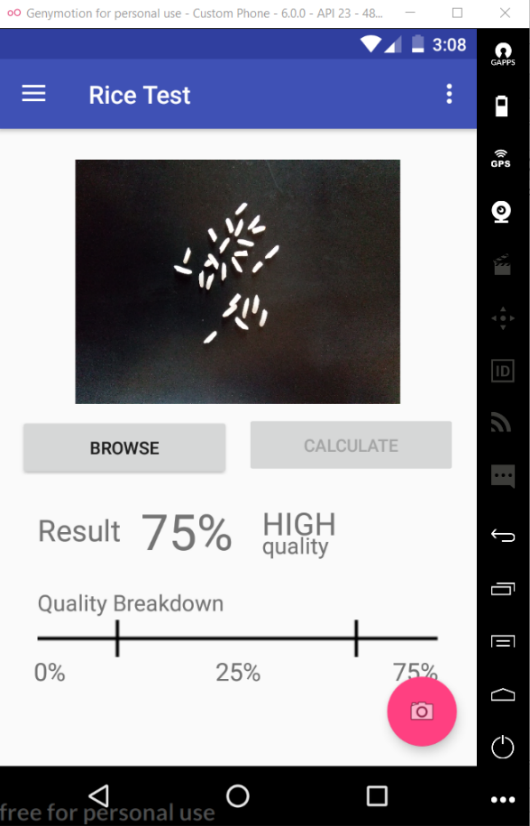 Genymotion for personal use - Custom Phone - 6.0.0 - API 23 - 48...
3:08
GAPPS
Rice Test
GPS
BROWSE
CALCULATE
ID
Result 75% HIGH
quality
Quality Breakdown
0% 25% 75%
free for personal use